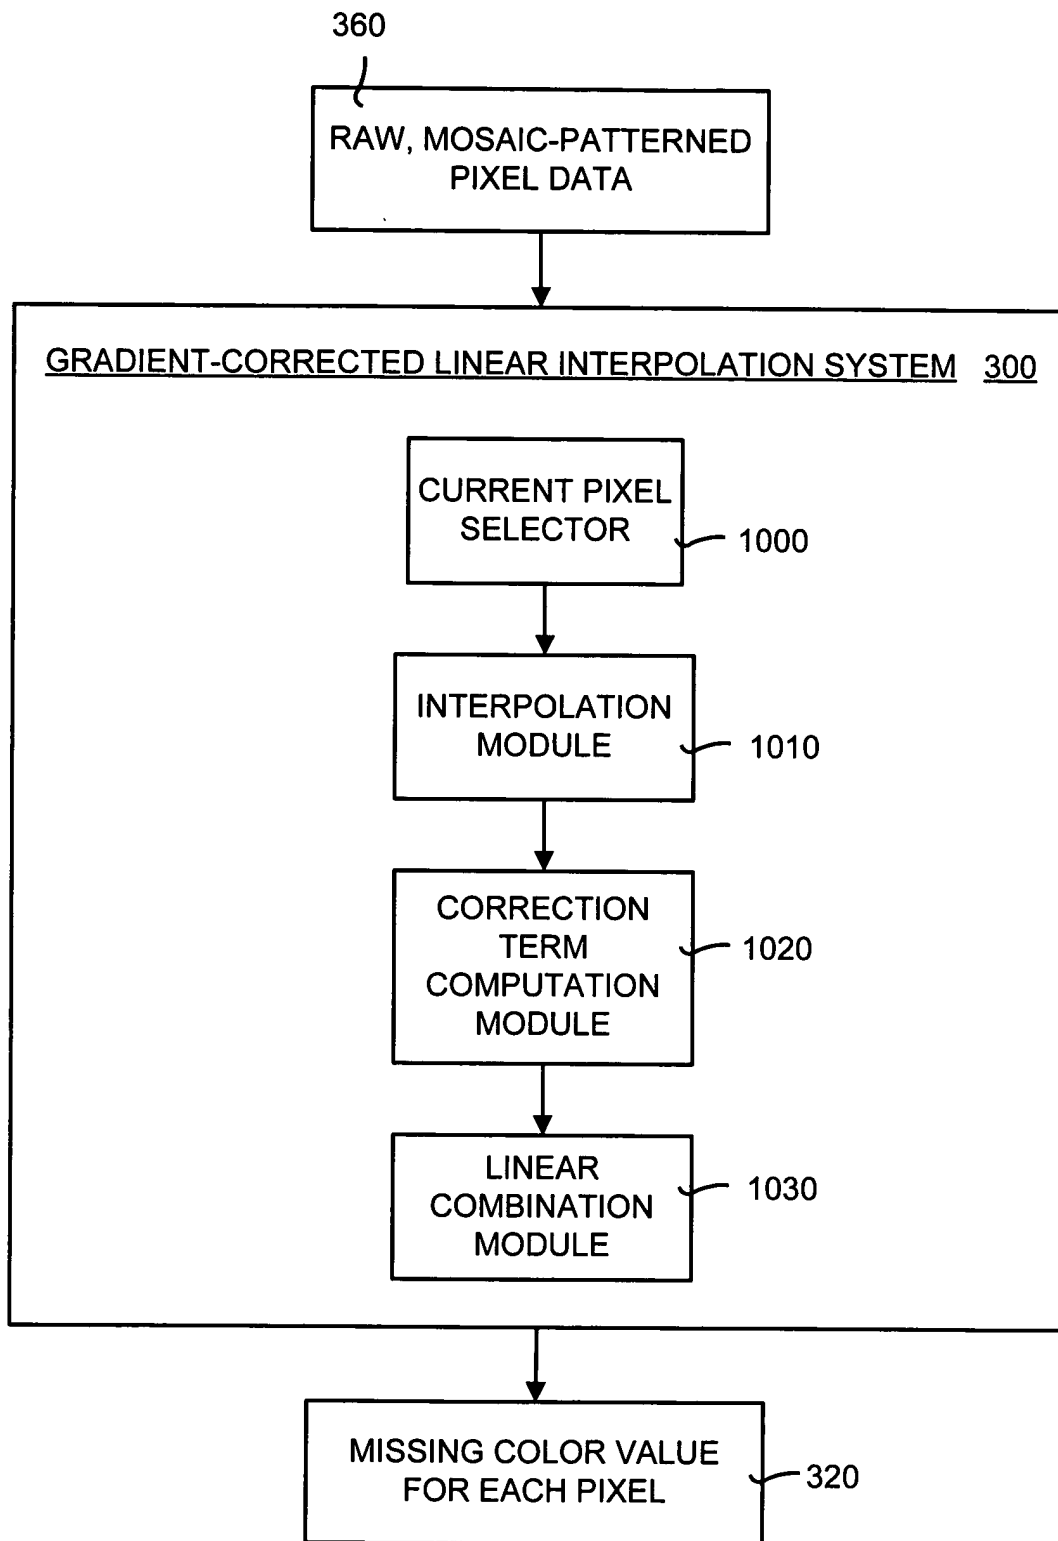 360
RAW, MOSAIC-PATTERNED
PIXEL DATA
GRADIENT-CORRECTED LINEAR INTERPOLATION SYSTEM 300
CURRENT PIXEL
SELECTOR
1000
INTERPOLATION
MODULE
1010
CORRECTION
TERM
COMPUTATION
MODULE
1020
LINEAR
COMBINATION
MODULE
1030
MISSING COLOR VALUE
FOR EACH PIXEL
320